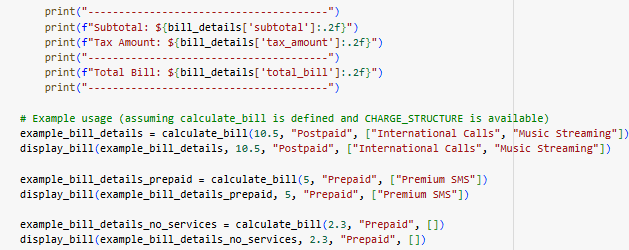 print("-------------------------------------")
print(f"Subtotal: ${bill_details['subtotal']:.2f}")
print(f"Tax Amount: ${bill_details['tax_amount']:.2f}")
print("-------------------------------------")
print(f"Total Bill: ${bill_details['total_bill']:.2f}")
print("-------------------------------------")
# Example usage (assuming calculate_bill is defined and CHARGE_STRUCTURE is available)
example_bill_details = calculate_bill(10.5, "Postpaid", ["International Calls", "Music Streaming"])
display_bill(example_bill_details, 10.5, "Postpaid", ["International Calls", "Music Streaming"])
example_bill_details_prepaid = calculate_bill(5, "Prepaid", ["Premium SMS"])
display_bill(example_bill_details_prepaid, 5, "Prepaid", ["Premium SMS"])
example_bill_details_no_services = calculate_bill(2.3, "Prepaid", [])
display_bill(example_bill_details_no_services, 2.3, "Prepaid", [])